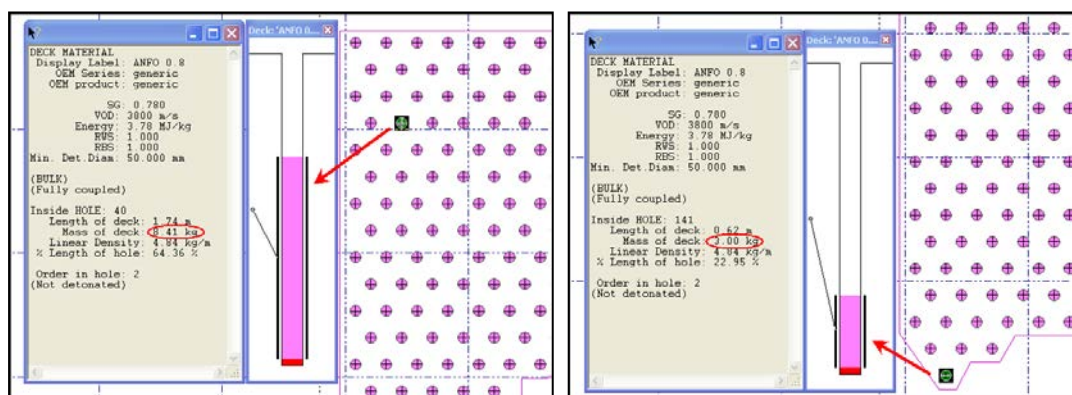 Deck: 'ANFO 0....
DECK MATERIAL
Display Label: ANFO 0.8
OEM Series: generic
OEM product: generic
SG: 0.780
VOD: 3800 m/s
Energy: 3.78 MJ/kg
RWS: 1.000
RBS: 1.000
Min. Det.Diam: 50.000 mm
(BULK)
(Fully coupled)
Inside HOLE: 40
Length of deck: 1.74 m
Mass of deck: 8.41 kg
Linear Density: 4.84 kg/m
% Length of hole: 64.36 %
Order in hole: 2
(Not detonated)
Deck: 'ANFO 0....
DECK MATERIAL
Display Label: ANFO 0.8
OEM Series: generic
OEM product: generic
SG: 0.780
VOD: 3800 m/s
Energy: 3.78 MJ/kg
RWS: 1.000
RBS: 1.000
Min. Det.Diam: 50.000 mm
(BULK)
(Fully coupled)
Inside HOLE: 141
Length of deck: 0.62 m
Mass of deck: 3.00 kg
Linear Density: 4.84 kg/m
% Length of hole: 22.95 %
Order in hole: 2
(Not detonated)